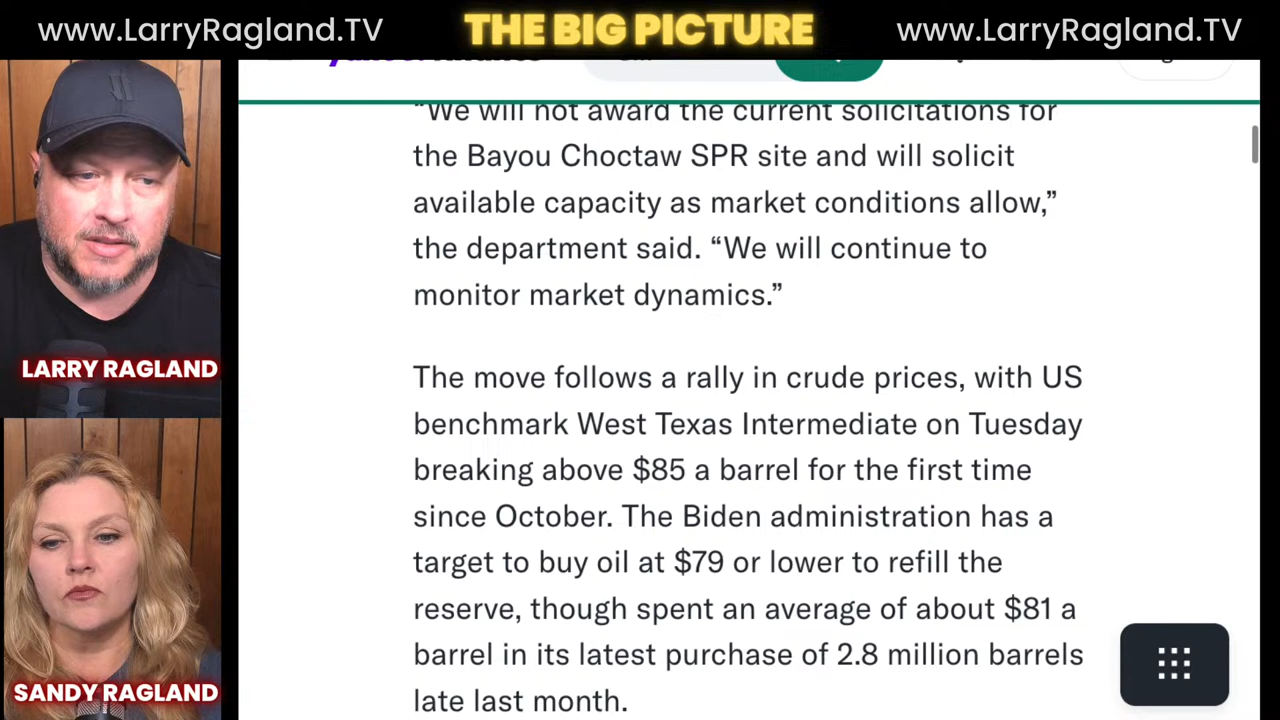 www.LarryRagland.TV
THE BIG PICTURE
www.LarryRagland.TV
“We will not award the current solicitations for
the Bayou Choctaw SPR site and will solicit
available capacity as market conditions allow,”
the department said. “We will continue to
monitor market dynamics.”
The move follows a rally in crude prices, with US
benchmark West Texas Intermediate on Tuesday
breaking above $85 a barrel for the first time
since October. The Biden administration has a
target to buy oil at $79 or lower to refill the
reserve, though spent an average of about $81 a
barrel in its latest purchase of 2.8 million barrels
late last month.
LARRY RAGLAND
SANDY RAGLAND